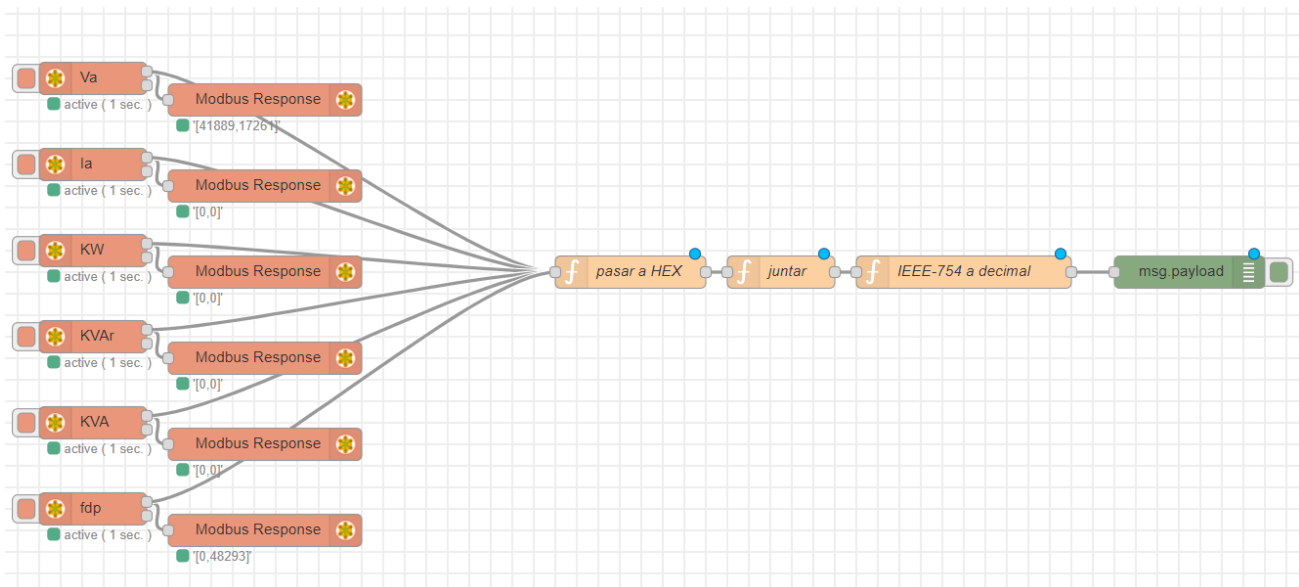 Va
active ( 1 sec. )
Modbus Response
'[41889,17261]'
Ia
active ( 1 sec. )
Modbus Response
'[0,0]'
KW
active ( 1 sec. )
Modbus Response
'[0,0]'
pasar a HEX
juntar
IEEE-754 a decimal
msg.payload
KVAr
active ( 1 sec. )
Modbus Response
'[0,0]'
KVA
active ( 1 sec. )
Modbus Response
'[0,0]'
fdp
active ( 1 sec. )
Modbus Response
'[0,48293]'